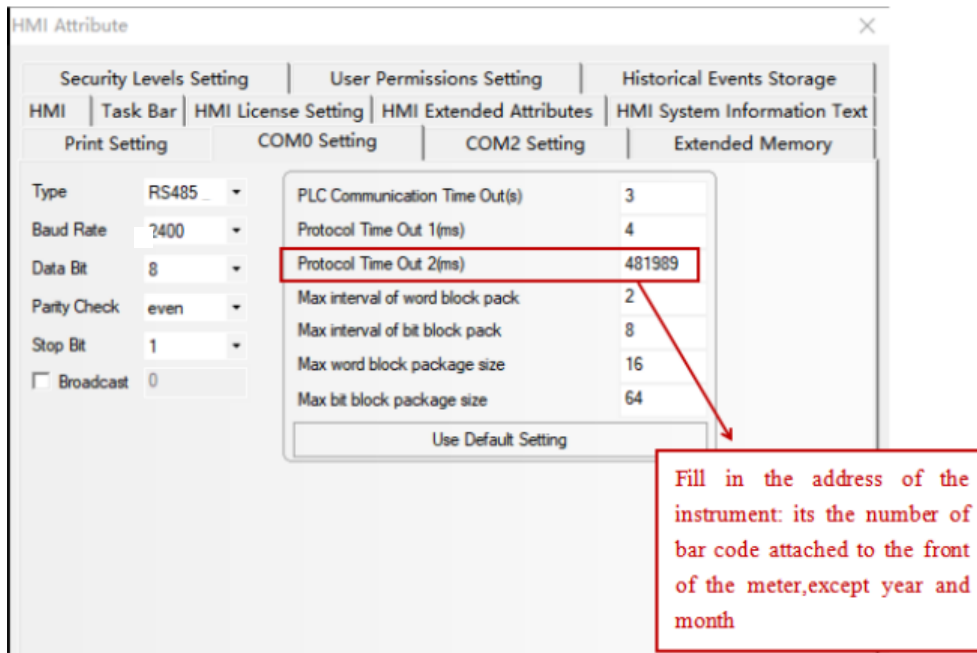 HMI Attribute
Security Levels Setting User Permissions Setting Historical Events Storage
HMI Task Bar HMI License Setting HMI Extended Attributes HMI System Information Text
Print Setting COM0 Setting COM2 Setting Extended Memory
Type RS485
Baud Rate 2400
Data Bit 8
Parity Check even
Stop Bit 1
Broadcast 0
PLC Communication Time Out(s) 3
Protocol Time Out 1(ms) 4
Protocol Time Out 2(ms) 481989
Max interval of word block pack 2
Max interval of bit block pack 8
Max word block package size 16
Max bit block package size 64
Use Default Setting
Fill in the address of the
instrument: its the number of
bar code attached to the front
of the meter,except year and
month